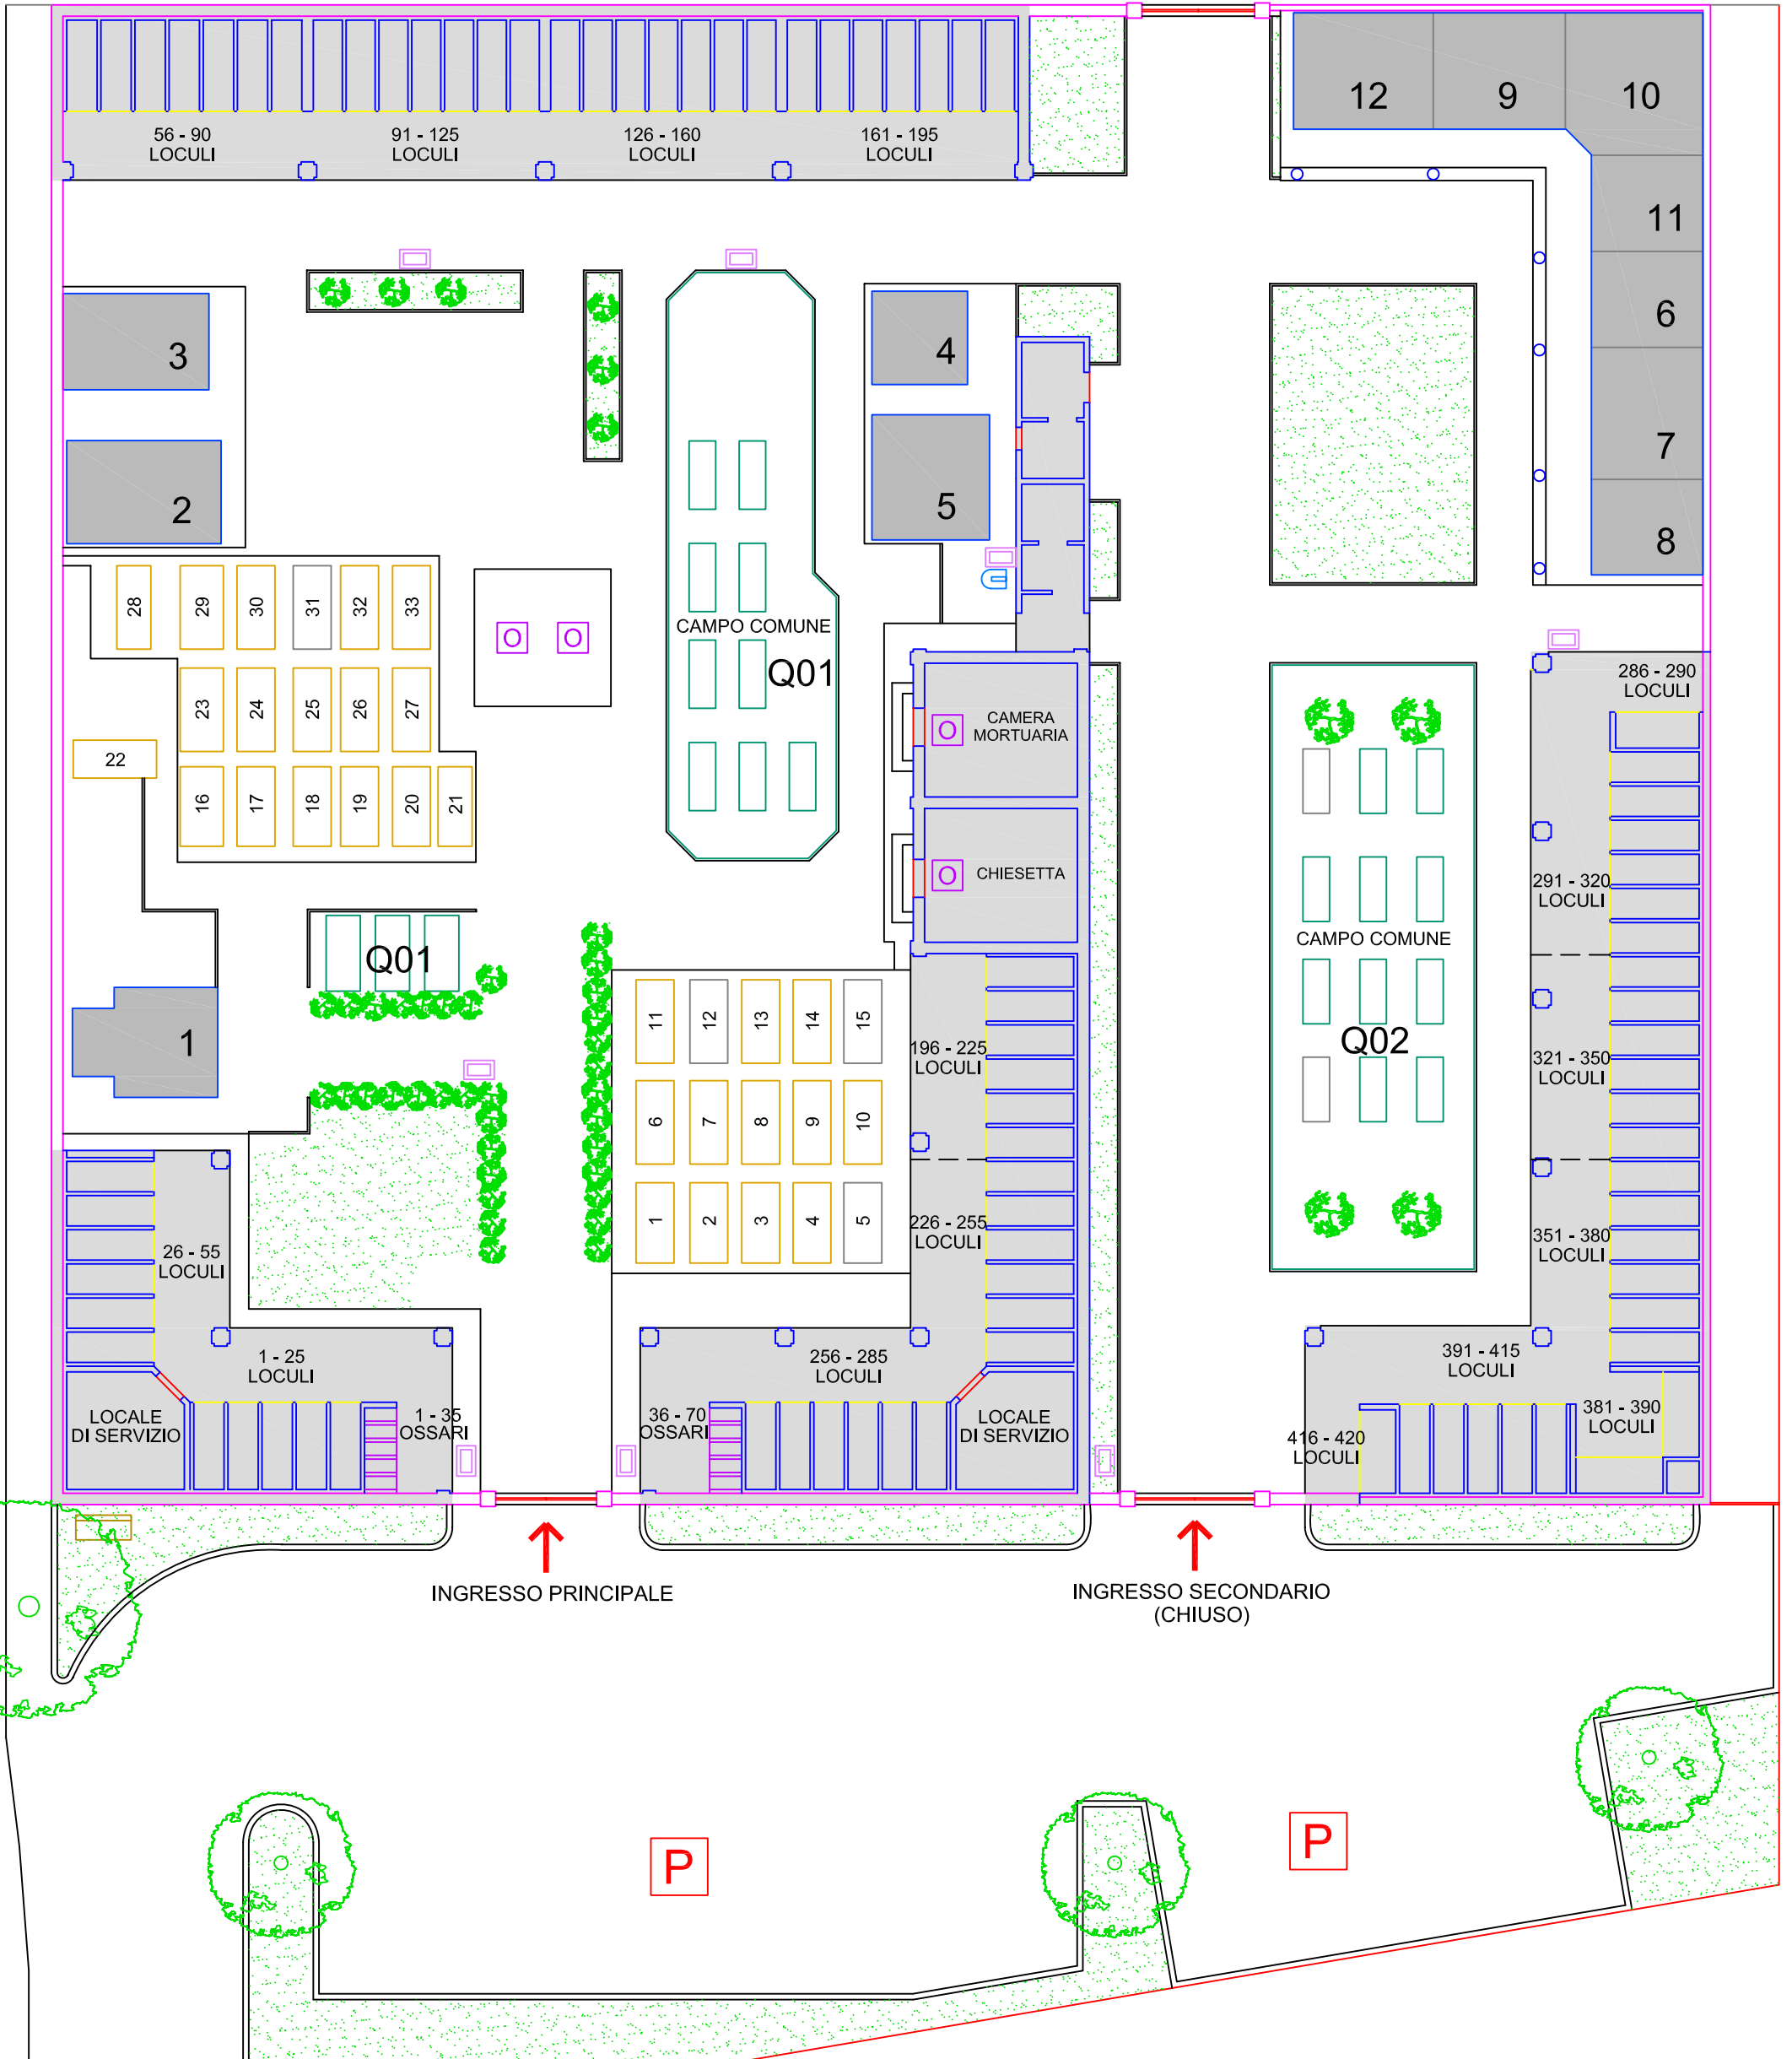 56 - 90
LOCULI
91 - 125
LOCULI
126 - 160
LOCULI
161 - 195
LOCULI
12
9
10
11
6
7
8
3
2
4
5
28
29
30
31
32
33
23
24
25
26
27
22
16
17
18
19
20
21
O
O
CAMPO COMUNE
Q01
O
CAMERA
MORTUARIA
O
CHIESETTA
286 - 290
LOCULI
291 - 320
LOCULI
CAMPO COMUNE
Q02
321 - 350
LOCULI
351 - 380
LOCULI
Q01
1
11
12
13
14
15
6
7
8
9
10
1
2
3
4
5
196 - 225
LOCULI
226 - 255
LOCULI
26 - 55
LOCULI
1 - 25
LOCULI
256 - 285
LOCULI
391 - 415
LOCULI
LOCALE
DI SERVIZIO
1 - 35
OSSARI
36 - 70
OSSARI
LOCALE
DI SERVIZIO
416 - 420
LOCULI
381 - 390
LOCULI
INGRESSO PRINCIPALE
INGRESSO SECONDARIO
(CHIUSO)
P
P